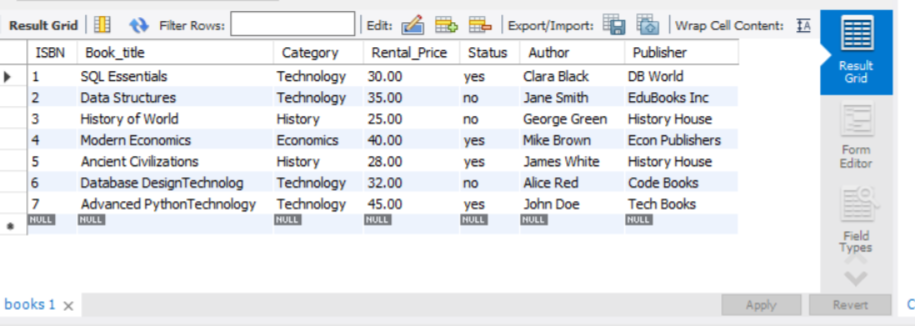 Result Grid Filter Rows: Edit: Export/Import: Wrap Cell Content: IA
ISBN Book_title Category Rental_Price Status Author Publisher
1 SQL Essentials Technology 30.00 yes Clara Black DB World
2 Data Structures Technology 35.00 no Jane Smith EduBooks Inc
3 History of World History 25.00 no George Green History House
4 Modern Economics Economics 40.00 yes Mike Brown Econ Publishers
5 Ancient Civilizations History 28.00 yes James White History House
6 Database DesignTechnolog Technology 32.00 no Alice Red Code Books
7 Advanced PythonTechnology Technology 45.00 yes John Doe Tech Books
NULL NULL NULL NULL NULL NULL NULL
Result
Grid
Form
Editor
Field
Types
books 1 Apply Revert C